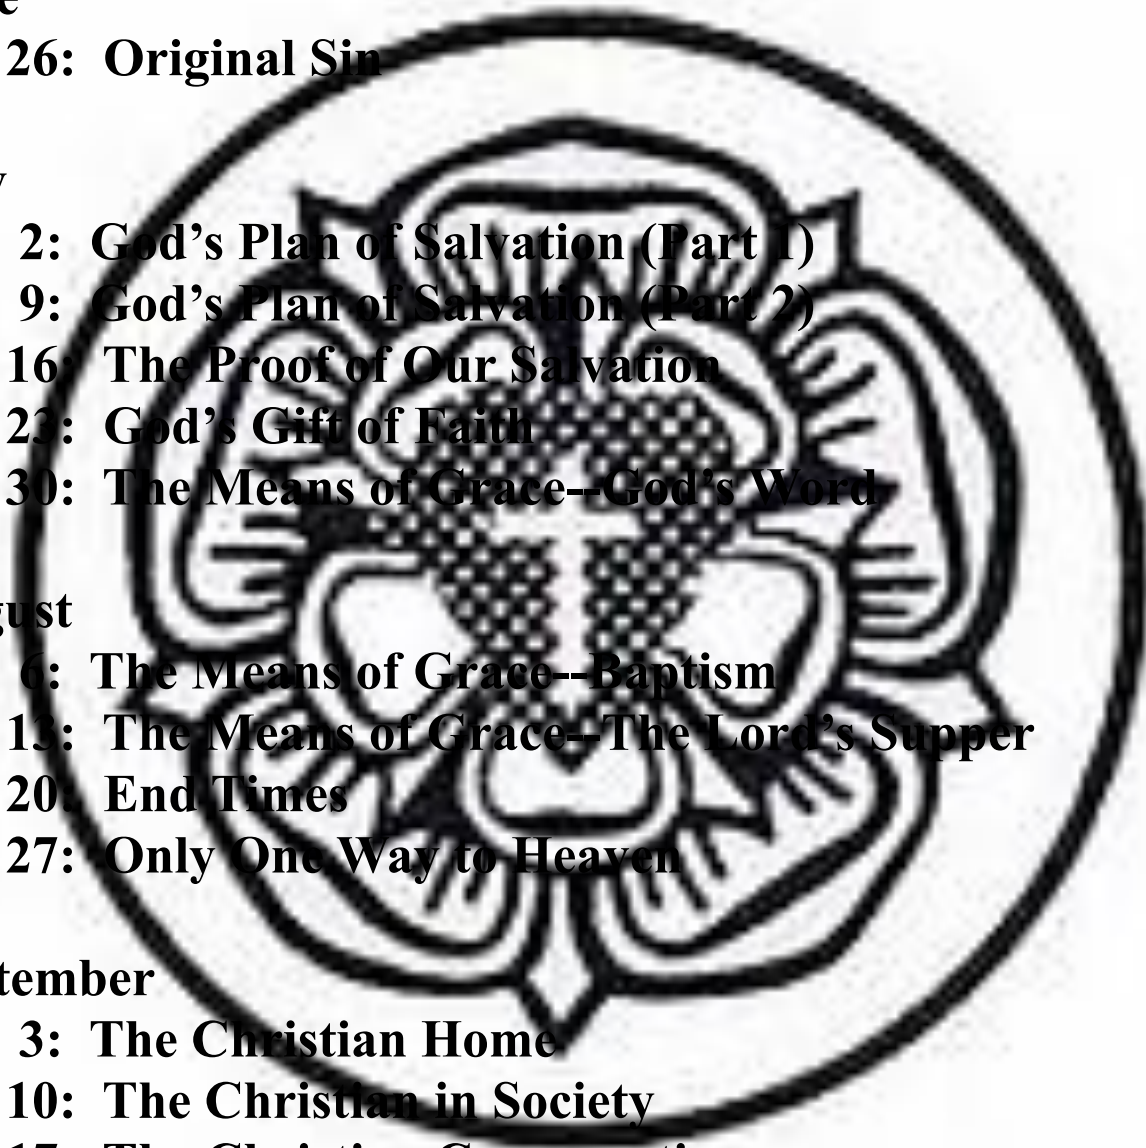 e
26: Original Sin
y
2: God's Plan of Salvation (Part 1)
9: God's Plan of Salvation (Part 2)
16: The Proof of Our Salvation
23: God's Gift of Faith
30: The Means of Grace--God's Word
gust
6: The Means of Grace--Baptism
13: The Means of Grace--The Lord's Supper
20: End Times
27: Only One Way to Heaven
tember
3: The Christian Home
10: The Christian in Society
17: The Christian